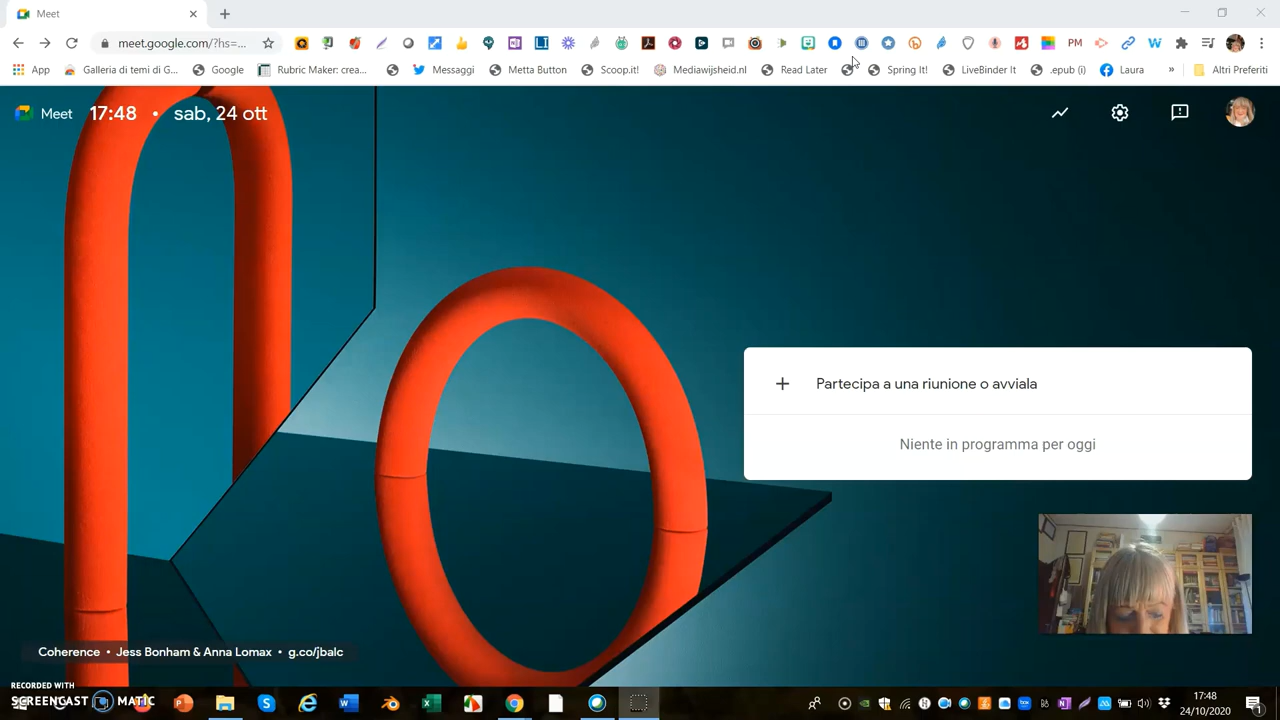 Meet
meet.google.com/?hs=...
PM
App
Galleria di temi di G...
Google
Rubric Maker: crea...
Messaggi
Metta Button
Scoop.it!
Mediawijsheid.nl
Read Later
Spring It!
LiveBinder It
.epub (i)
Laura
»
Altri Preferiti
Meet 17:48 • sab, 24 ott
Partecipa a una riunione o avviala
Niente in programma per oggi
Coherence • Jess Bonham & Anna Lomax • g.co/jbalc
RECORDED WITH
SCREENCAST MATIC
17:48
24/10/2020